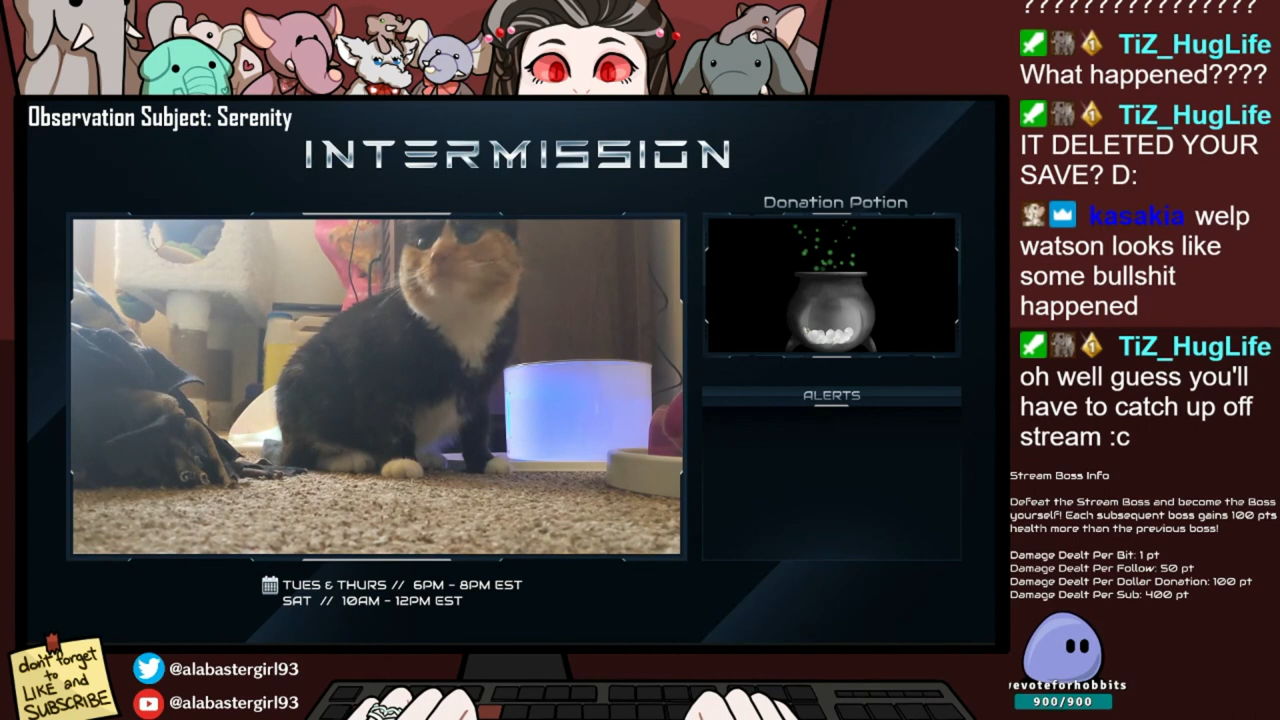 Observation Subject: Serenity
INTERMISSION
Donation Potion
ALERTS
TUES & THURS // 6PM - 8PM EST
SAT // 10AM - 12PM EST
don't forget
to
LIKE and
SUBSCRIBE
@alabastergirl93
@alabastergirl93
???????????????
TiZ_HugLife
What happened????
TiZ_HugLife
IT DELETED YOUR
SAVE? D:
kasakia welp
watson looks like
some bullshit
happened
TiZ_HugLife
oh well guess you'll
have to catch up off
stream :c
Stream Boss Info
Defeat the Stream Boss and become the Boss
yourself! Each subsequent boss gains 100 pts
health more than the previous boss!
Damage Dealt Per Bit: 1 pt
Damage Dealt Per Follow: 50 pt
Damage Dealt Per Dollar Donation: 100 pt
Damage Dealt Per Sub: 400 pt
evoteforhobbits
900/900